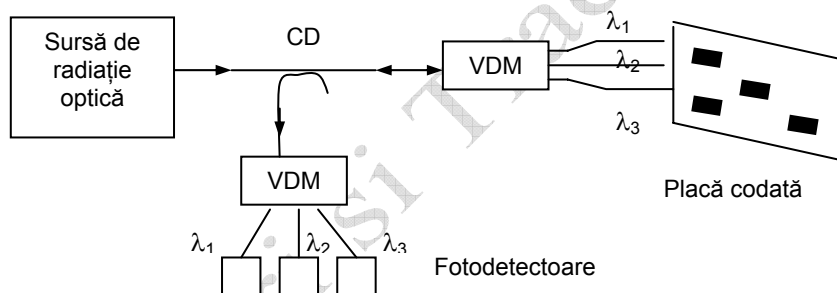 Sursă de
radiație
optică
CD
VDM
λ1
λ2
λ3
Placă codată
VDM
λ1
λ2
λ3
Fotodetectoare